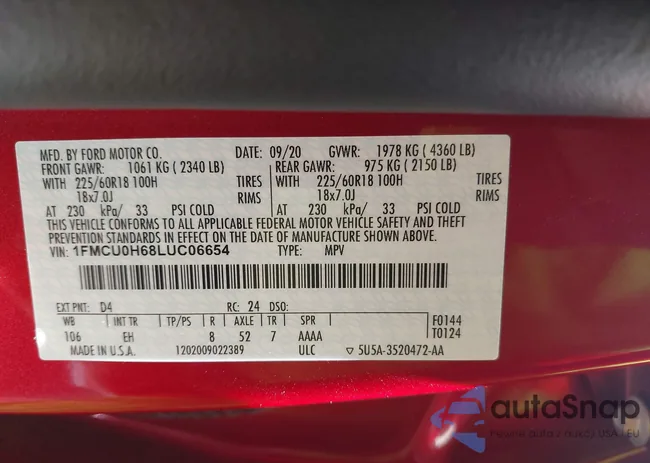 MFD. BY FORD MOTOR CO. DATE: 09/20 GVWR: 1978 KG ( 4360 LB)
FRONT GAWR: 1061 KG ( 2340 LB) REAR GAWR: 975 KG ( 2150 LB)
WITH 225/60R18 100H TIRES WITH 225/60R18 100H TIRES
18x7.0J RIMS 18x7.0J RIMS
AT 230 kPa/ 33 PSI COLD AT 230 kPa/ 33 PSI COLD
THIS VEHICLE CONFORMS TO ALL APPLICABLE FEDERAL MOTOR VEHICLE SAFETY AND THEFT
PREVENTION STANDARDS IN EFFECT ON THE DATE OF MANUFACTURE SHOWN ABOVE.
VIN: 1FMCU0H68LUC06654 TYPE: MPV
EXT PNT: D4 RC: 24 DSO:
WB INT TR TP/PS R AXLE TR SPR F0144
106 EH 8 52 7 AAAA T0124
MADE IN U.S.A. 1202009022389 ULC ▽ 5U5A-3520472-AA
autaSnap